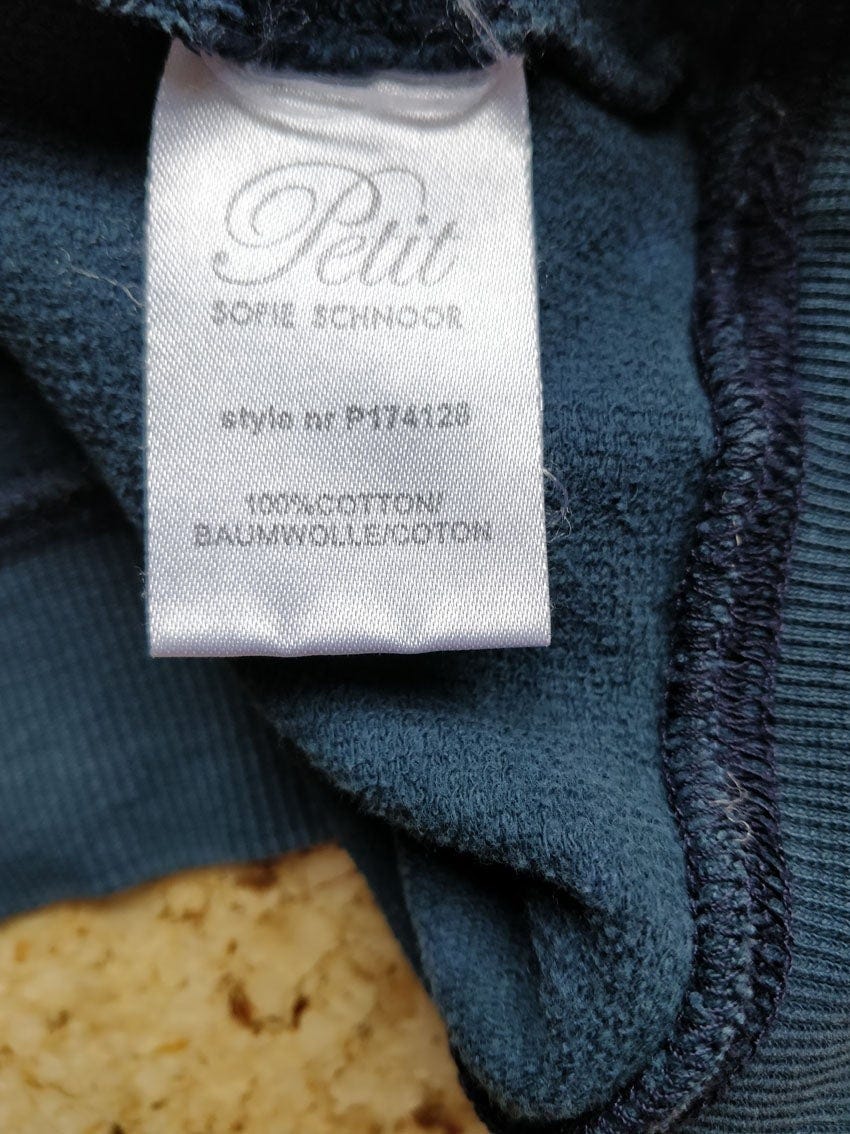 Petit
SOFIE SCHNOOR
style nr P174128
100%COTTON/
BAUMWOLLE/COTON